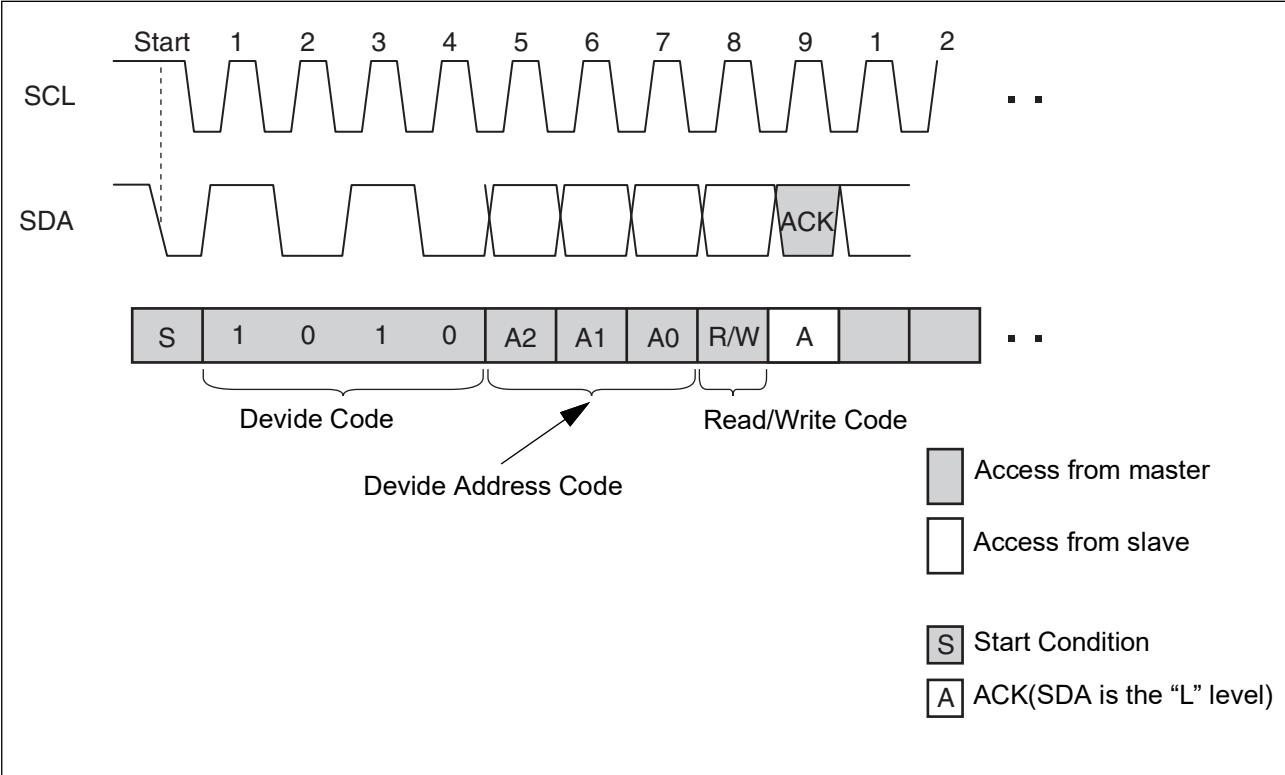 Start 1 2 3 4 5 6 7 8 9 1 2
SCL
SDA
ACK
S 1 0 1 0 A2 A1 A0 R/W A
Devide Code
Read/Write Code
Devide Address Code
Access from master
Access from slave
S Start Condition
A ACK(SDA is the “L” level)